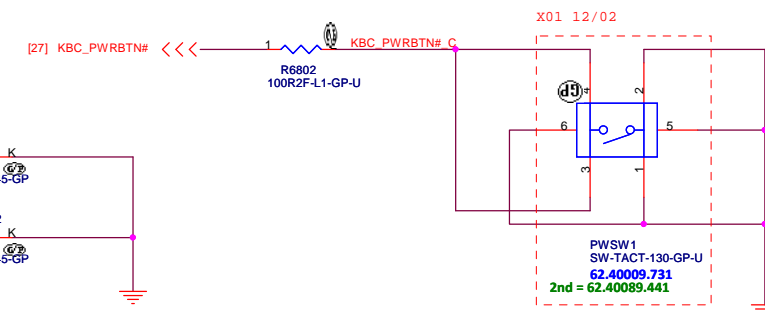 X01 12/02
[27] KBC_PWRBTN#
1
KBC_PWRBTN#_C
R6802
100R2F-L1-GP-U
GP
4
2
6
5
3
1
K
5-GP
K
5-GP
PWSW1
SW-TACT-130-GP-U
62.40009.731
2nd = 62.40089.441